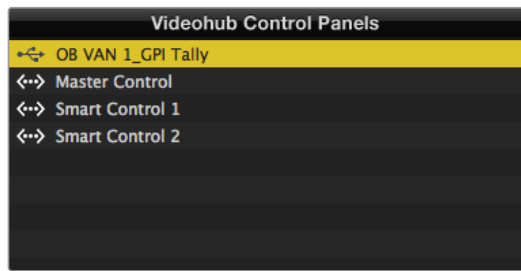 Videohub Control Panels
OB VAN 1_GPI Tally
Master Control
Smart Control 1
Smart Control 2